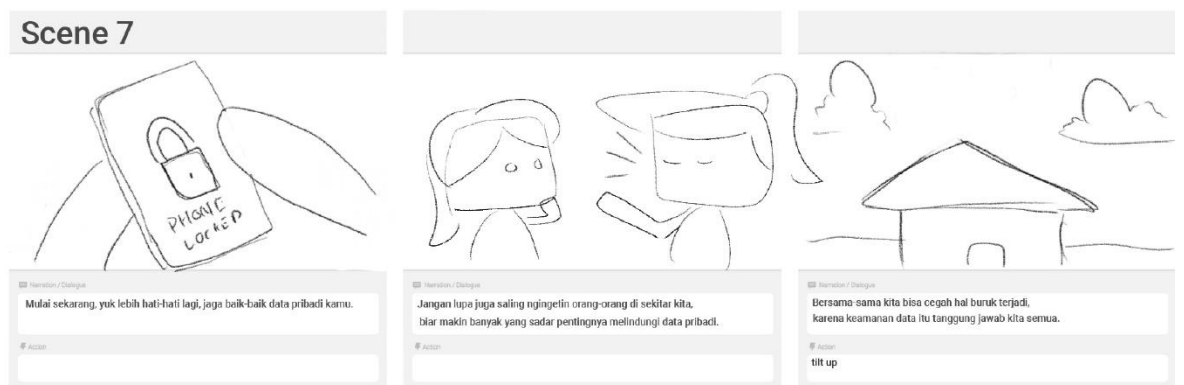 Scene 7
PHONE
LOCKED
Narration / Dialogue
Mulai sekarang, yuk lebih hati-hati lagi, jaga baik-baik data pribadi kamu.
Action
Narration / Dialogue
Jangan lupa juga saling ngingetin orang-orang di sekitar kita,
biar makin banyak yang sadar pentingnya melindungi data pribadi.
Action
Narration / Dialogue
Bersama-sama kita bisa cegah hal buruk terjadi,
karena keamanan data itu tanggung jawab kita semua.
Action
tilt up